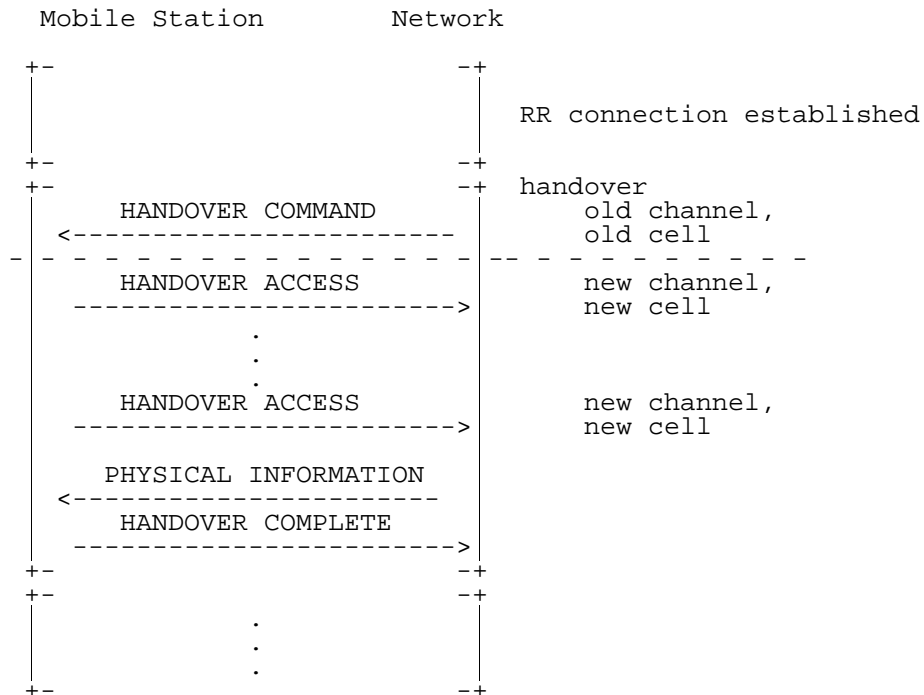 Mobile Station Network
+- -+
RR connection established
+- -+
+- -+ handover
HANDOVER COMMAND old channel,
<------------------------ old cell
- - - - - - - - - - - - - - - -- - - - - - - - - -
HANDOVER ACCESS new channel,
------------------------> new cell
.
.
.
HANDOVER ACCESS new channel,
------------------------> new cell
PHYSICAL INFORMATION
<-----------------------
HANDOVER COMPLETE
------------------------>
+- -+
+- -+
.
.
.
+- -+